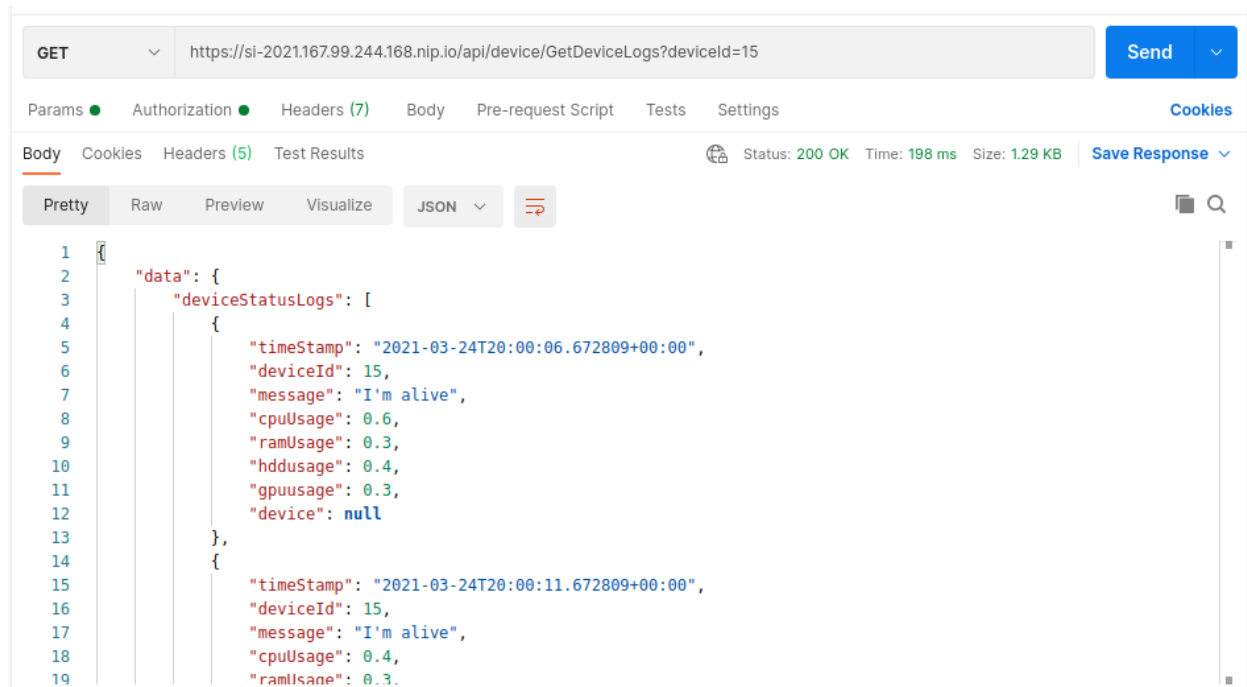 GET https://si-2021.167.99.244.168.nip.io/api/device/GetDeviceLogs?deviceId=15 Send
Params Authorization Headers (7) Body Pre-request Script Tests Settings Cookies
Body Cookies Headers (5) Test Results Status: 200 OK Time: 198 ms Size: 1.29 KB Save Response
Pretty Raw Preview Visualize JSON
1 {
2 "data": {
3 "deviceStatusLogs": [
4 {
5 "timeStamp": "2021-03-24T20:00:06.672809+00:00",
6 "deviceId": 15,
7 "message": "I'm alive",
8 "cpuUsage": 0.6,
9 "ramUsage": 0.3,
10 "hddusage": 0.4,
11 "gpuusage": 0.3,
12 "device": null
13 },
14 {
15 "timeStamp": "2021-03-24T20:00:11.672809+00:00",
16 "deviceId": 15,
17 "message": "I'm alive",
18 "cpuUsage": 0.4,
19 "ramUsage": 0.3,